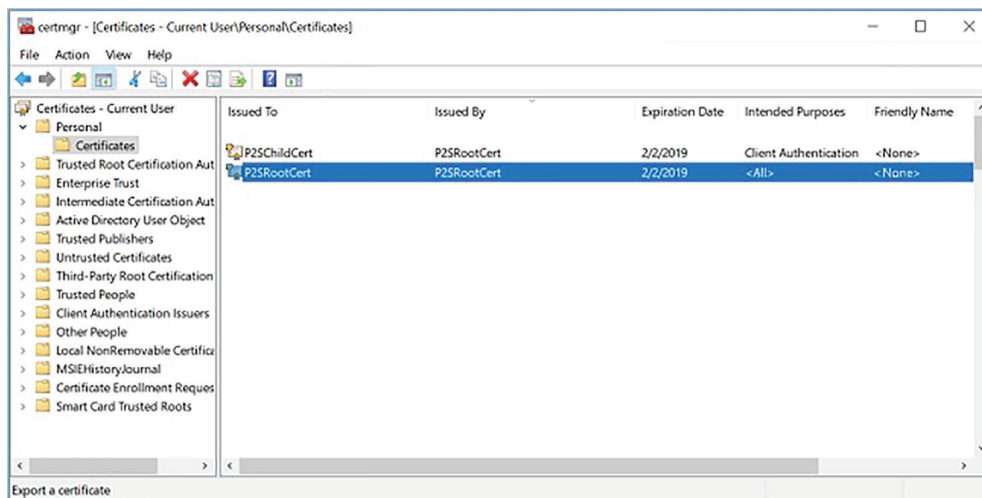 certmgr - [Certificates - Current User\Personal\Certificates]
File Action View Help
Certificates - Current User
Personal
Certificates
Trusted Root Certification Aut
Enterprise Trust
Intermediate Certification Aut
Active Directory User Object
Trusted Publishers
Untrusted Certificates
Third-Party Root Certification
Trusted People
Client Authentication Issuers
Other People
Local NonRemovable Certifica
MSIEHistoryJournal
Certificate Enrollment Reques
Smart Card Trusted Roots
Issued To Issued By Expiration Date Intended Purposes Friendly Name
P2SChildCert P2SRootCert 2/2/2019 Client Authentication <None>
P2SRootCert P2SRootCert 2/2/2019 <All> <None>
Export a certificate